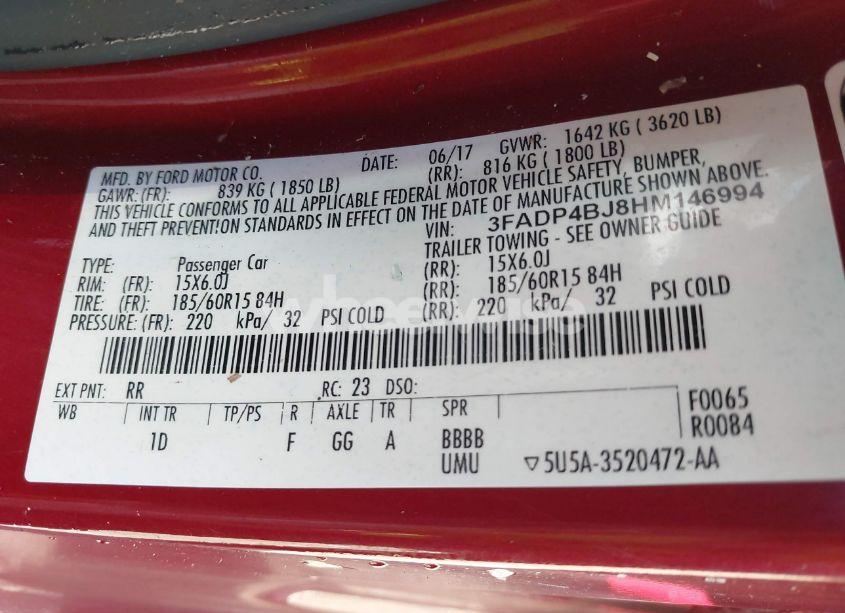 MFD. BY FORD MOTOR CO. DATE: 06/17 GVWR: 1642 KG ( 3620 LB)
GAWR: (FR): 839 KG ( 1850 LB) (RR): 816 KG ( 1800 LB)
THIS VEHICLE CONFORMS TO ALL APPLICABLE FEDERAL MOTOR VEHICLE SAFETY, BUMPER,
AND THEFT PREVENTION STANDARDS IN EFFECT ON THE DATE OF MANUFACTURE SHOWN ABOVE.
VIN: 3FADP4BJ8HM146994
TRAILER TOWING - SEE OWNER GUIDE
TYPE: Passenger Car
RIM: (FR): 15X6.0J (RR): 15X6.0J
TIRE: (FR): 185/60R15 84H (RR): 185/60R15 84H
PRESSURE: (FR): 220 kPa/ 32 PSI COLD (RR): 220 kPa/ 32 PSI COLD
EXT PNT: RR RC: 23 DSO:
WB INT TR TP/PS R AXLE TR SPR
1D F GG A BBBB
UMU
F0065
R0084
▽5U5A-3520472-AA